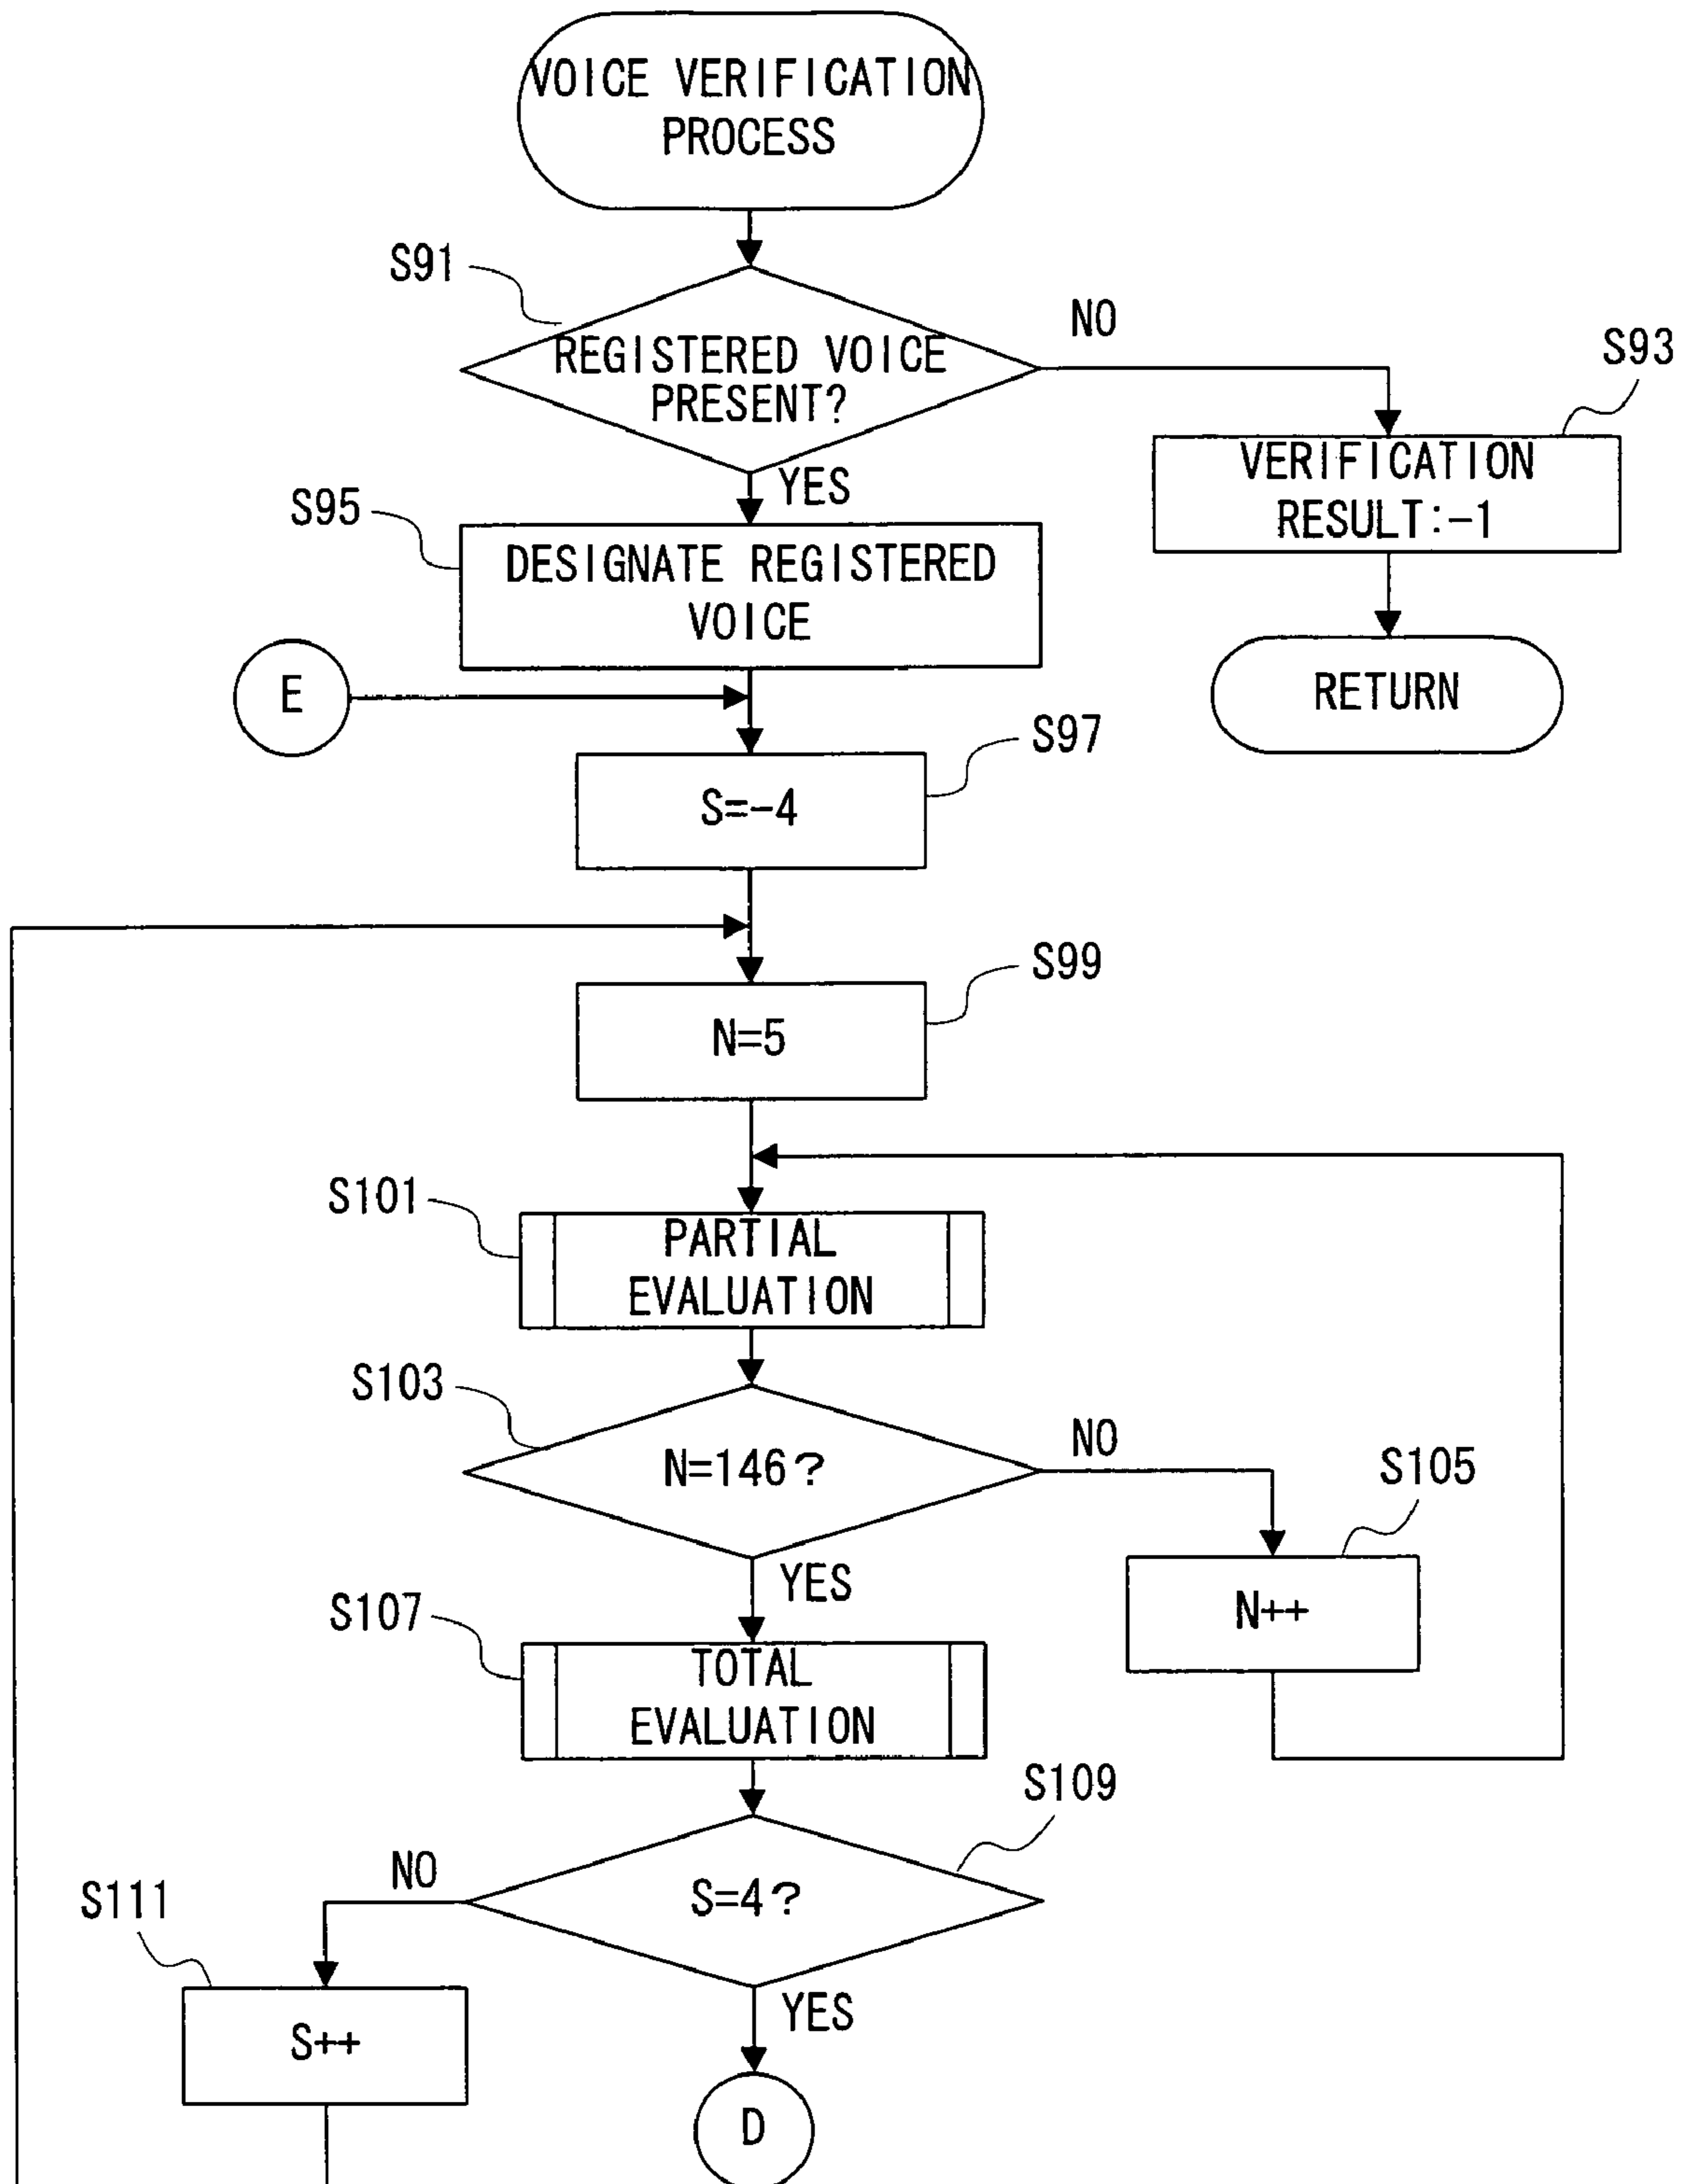 VOICE VERIFICATION
PROCESS
S91
REGISTERED VOICE
PRESENT?
NO
S93
VERIFICATION
RESULT:-1
RETURN
YES
S95
DESIGNATE REGISTERED
VOICE
E
S97
S=-4
S99
N=5
S101
PARTIAL
EVALUATION
S103
N=146?
NO
S105
N++
YES
S107
TOTAL
EVALUATION
S109
S=4?
NO
S111
S++
YES
D